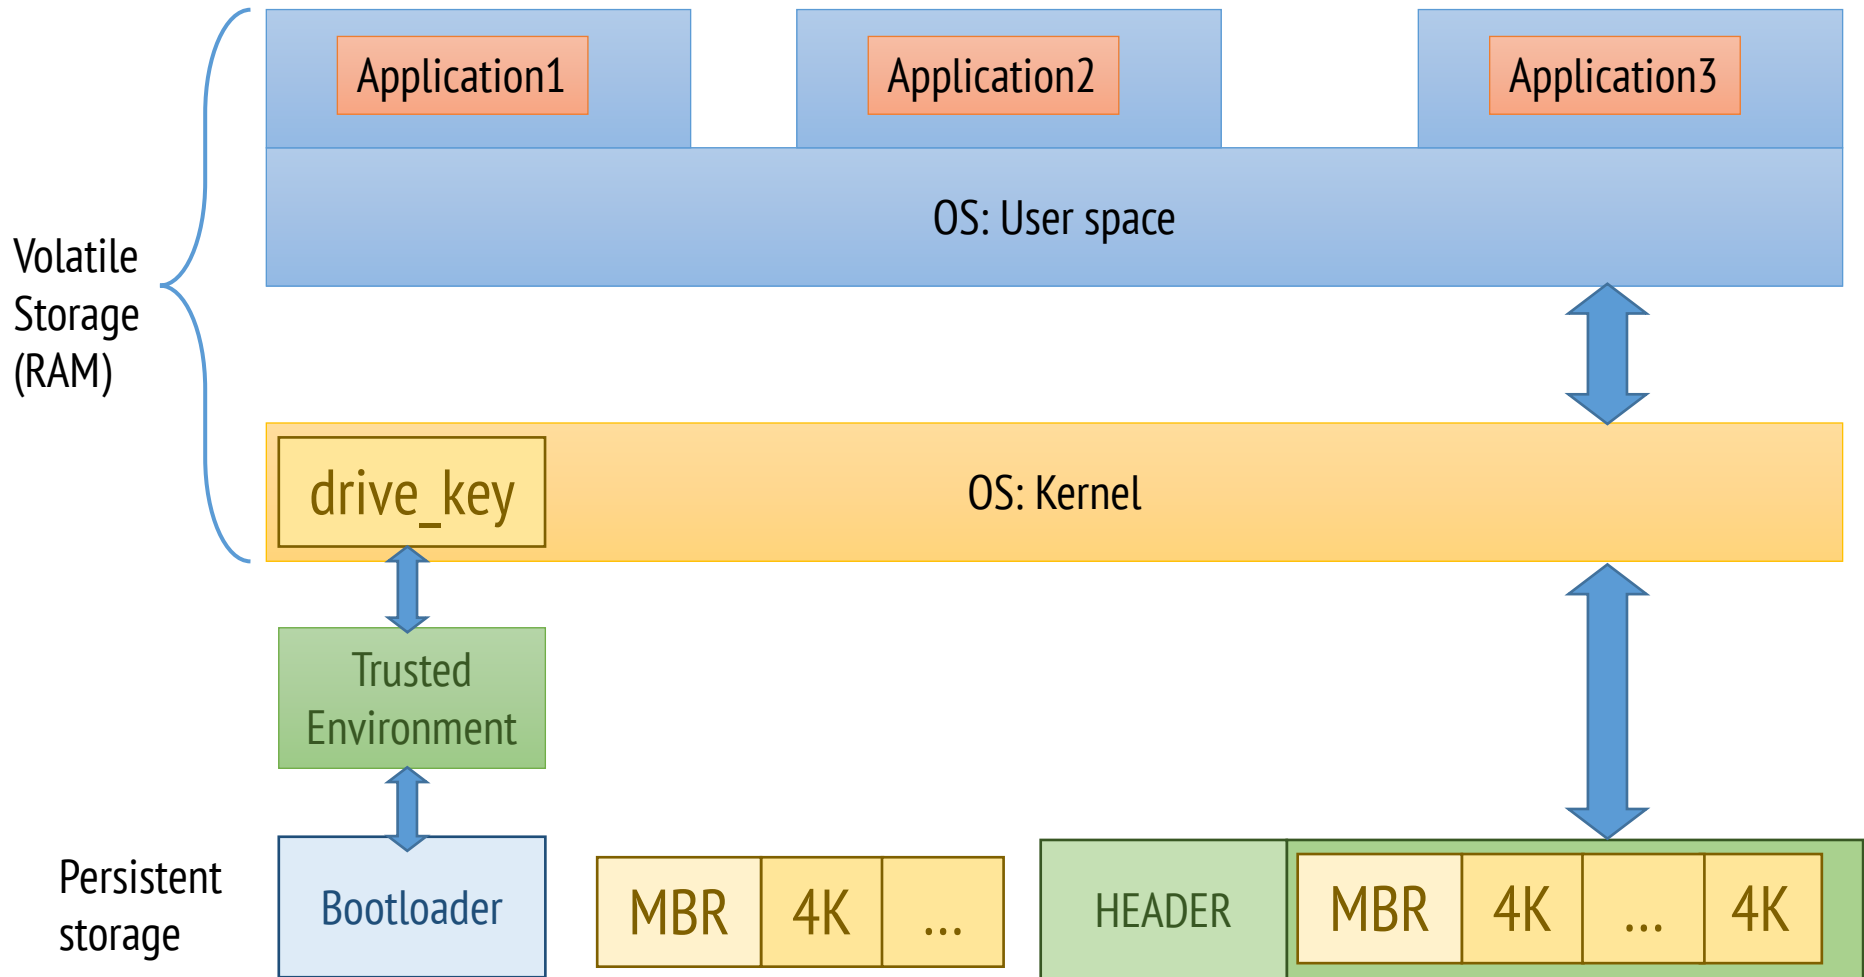 Application1
Application2
Application3
OS: User space
Volatile
Storage
(RAM)
drive_key
OS: Kernel
Trusted
Environment
Persistent
storage
Bootloader
MBR 4K ...
HEADER
MBR 4K ... 4K